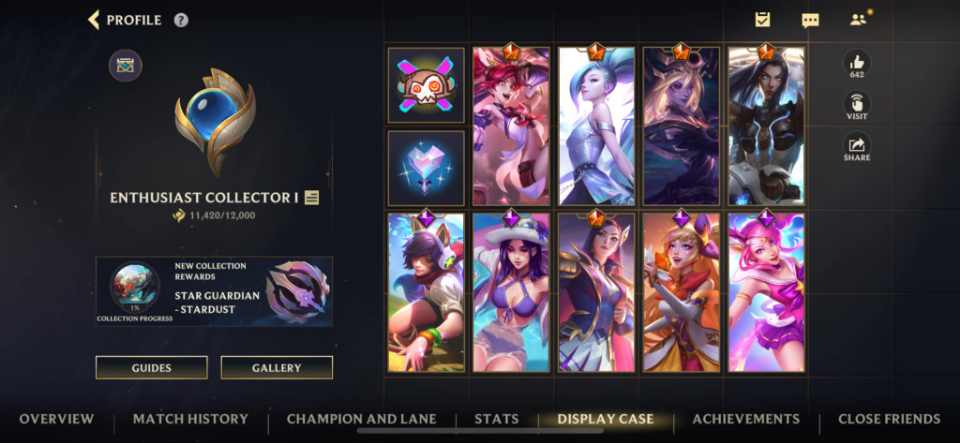 PROFILE ?
ENTHUSIAST COLLECTOR I
11,420/12,000
NEW COLLECTION
REWARDS
STAR GUARDIAN
- STARDUST
1%
COLLECTION PROGRESS
GUIDES
GALLERY
642
VISIT
SHARE
OVERVIEW
MATCH HISTORY
CHAMPION AND LANE
STATS
DISPLAY CASE
ACHIEVEMENTS
CLOSE FRIENDS